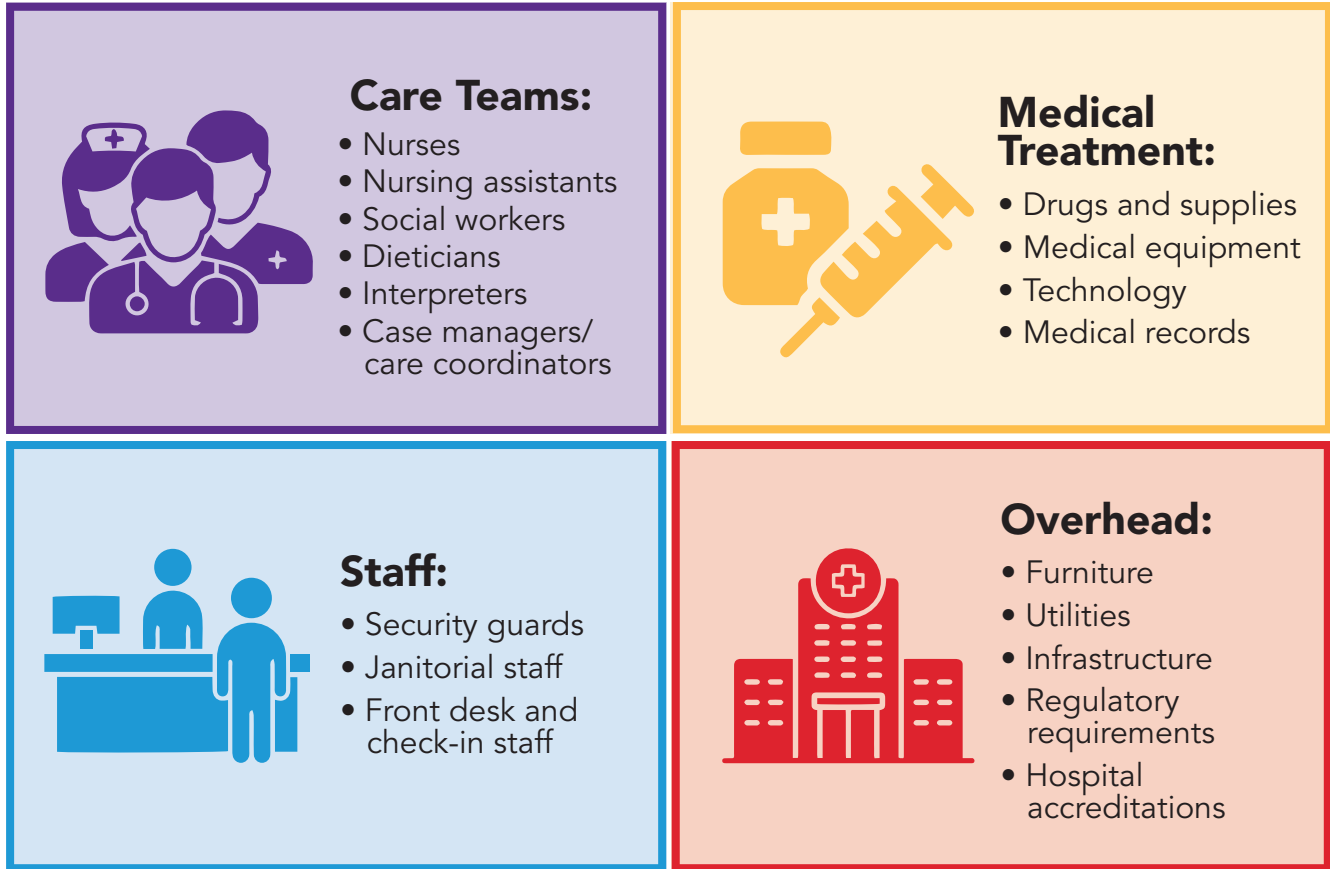 Care Teams:
• Nurses
• Nursing assistants
• Social workers
• Dieticians
• Interpreters
• Case managers/
care coordinators
Medical
Treatment:
• Drugs and supplies
• Medical equipment
• Technology
• Medical records
Staff:
• Security guards
• Janitorial staff
• Front desk and
check-in staff
Overhead:
• Furniture
• Utilities
• Infrastructure
• Regulatory
requirements
• Hospital
accreditations